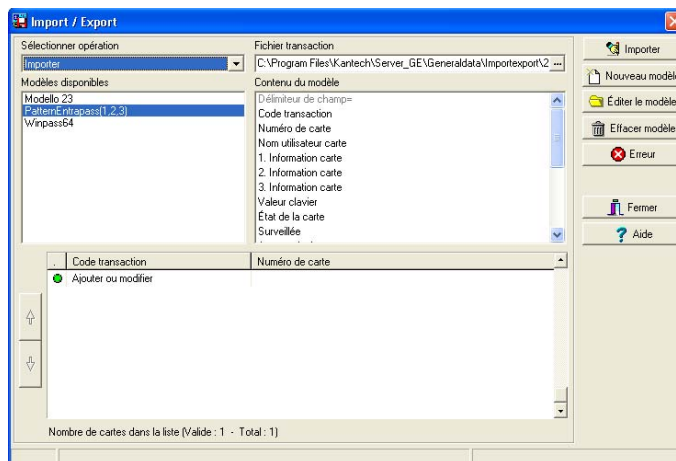 Import / Export
Sélectionner opération
Importer
Modèles disponibles
Modello 23
PatternEntrapass(1,2,3)
Winpass64
Fichier transaction
C:\Program Files\Kantech\Server_GE\Generaldata\Importexport\2
...
Contenu du modèle
Délimiteur de champ=
Code transaction
Numéro de carte
Nom utilisateur carte
1. Information carte
2. Information carte
3. Information carte
Valeur clavier
État de la carte
Surveillée
Importer
Nouveau modèle
Éditer le modèle
Effacer modèle
Erreur
Fermer
Aide
. Code transaction Numéro de carte
Ajouter ou modifier
Nombre de cartes dans la liste (Valide : 1 - Total : 1)